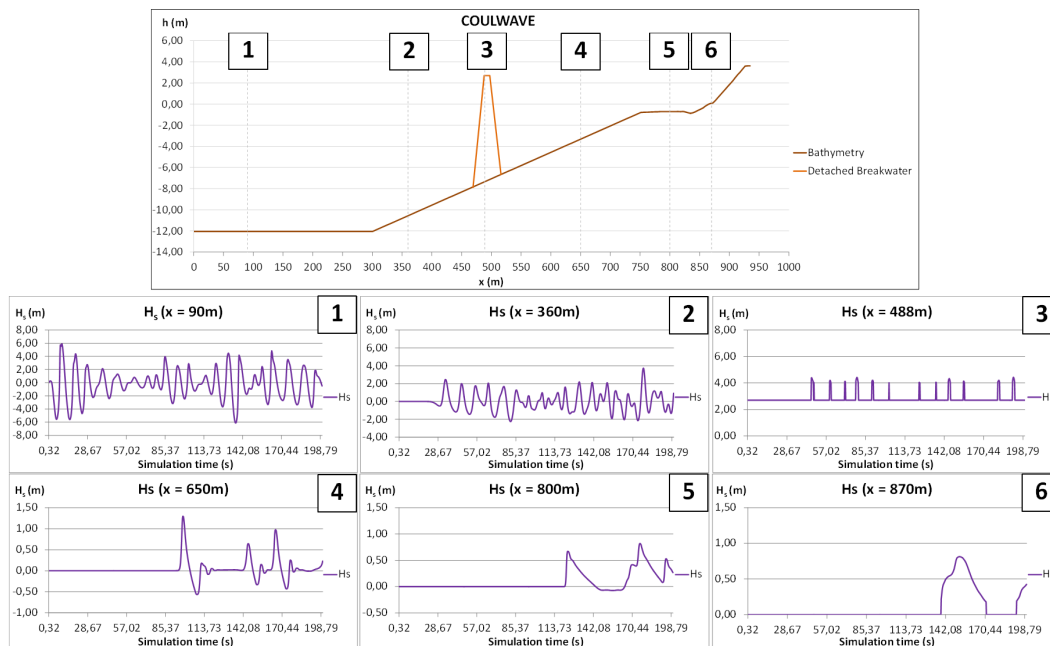 COULWAVE
h (m)
6,00
4,00
2,00
0,00
-2,00
-4,00
-6,00
-8,00
-10,00
-12,00
-14,00
1 2 3 4 5 6
Bathymetry
Detached Breakwater
0 50 100 150 200 250 300 350 400 450 500 550 600 650 700 750 800 850 900 950 1000
x (m)
Hs (m) Hs (x = 90m) 1
8,00
6,00
4,00
2,00
0,00
-2,00
-4,00
-6,00
-8,00
Hs
0,32 28,67 57,02 85,37 113,73 142,08 170,43 198,79
Simulation time (s)
Hs (m) Hs (x = 360m) 2
8,00
6,00
4,00
2,00
0,00
-2,00
-4,00
Hs
0,32 28,67 57,02 85,37 113,73 142,08 170,43 198,79
Simulation time (s)
Hs (m) Hs (x = 488m) 3
8,00
6,00
4,00
2,00
0,00
H
0,32 28,67 57,02 85,37 113,73 142,08 170,44 198,79
Simulation time (s)
Hs (m) Hs (x = 650m) 4
1,50
1,00
0,50
0,00
-0,50
-1,00
Hs
0,32 28,67 57,02 85,37 113,73 142,08 170,44 198,79
Simulation time (s)
Hs (m) Hs (x = 800m) 5
1,50
1,00
0,50
0,00
-0,50
Hs
0,32 28,67 57,02 85,37 113,73 142,08 170,44 198,79
Simulation time (s)
Hs (m) Hs (x = 870m) 6
1,50
1,00
0,50
0,00
H
0,32 28,67 57,02 85,37 113,73 142,08 170,44 198,79
Simulation time (s)